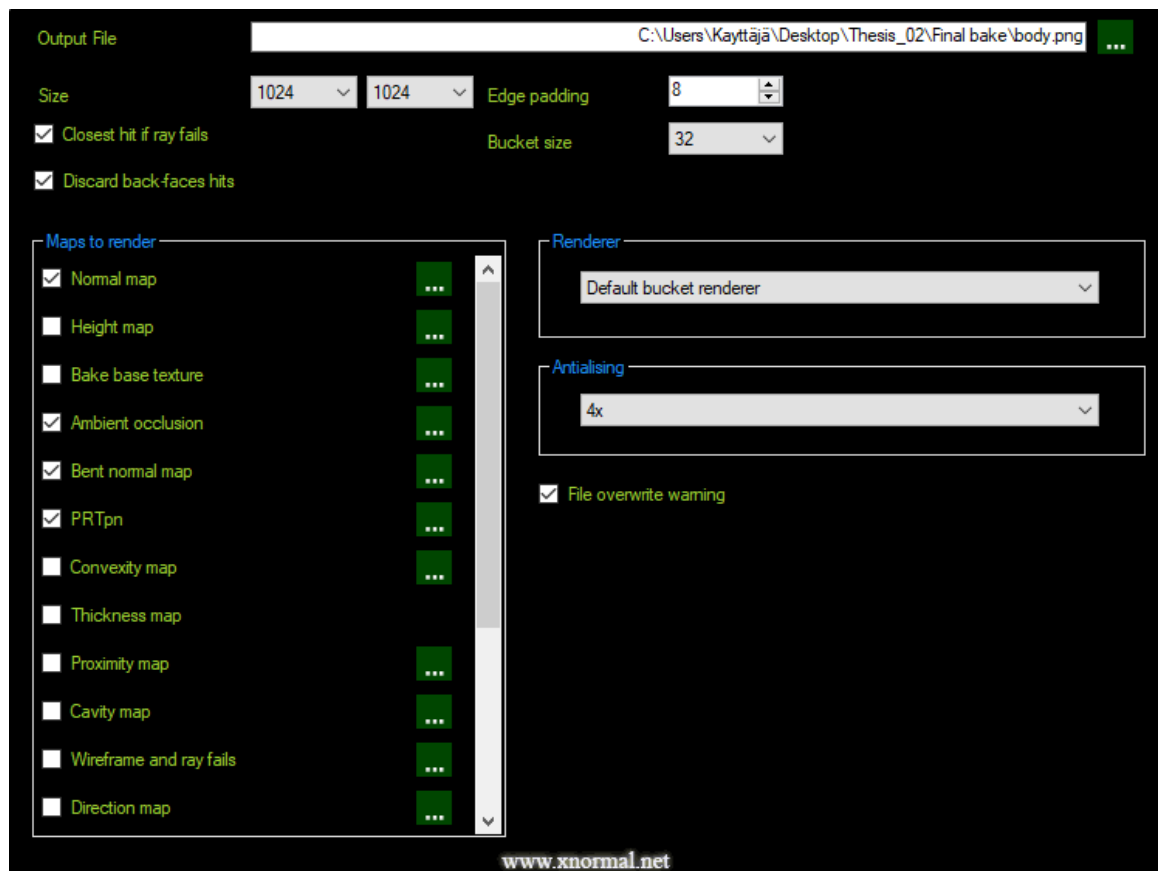 Output File
C:\Users\Kayttäjä\Desktop\Thesis_02\Final bake\body.png
...
Size
1024
1024
Edge padding
8
Closest hit if ray fails
Bucket size
32
Discard back-faces hits
Maps to render
Normal map
...
Height map
...
Bake base texture
...
Ambient occlusion
...
Bent normal map
...
PRTpn
...
Convexity map
...
Thickness map
Proximity map
...
Cavity map
...
Wireframe and ray fails
...
Direction map
...
Renderer
Default bucket renderer
Antialising
4x
File overwrite warning
www.xnormal.net